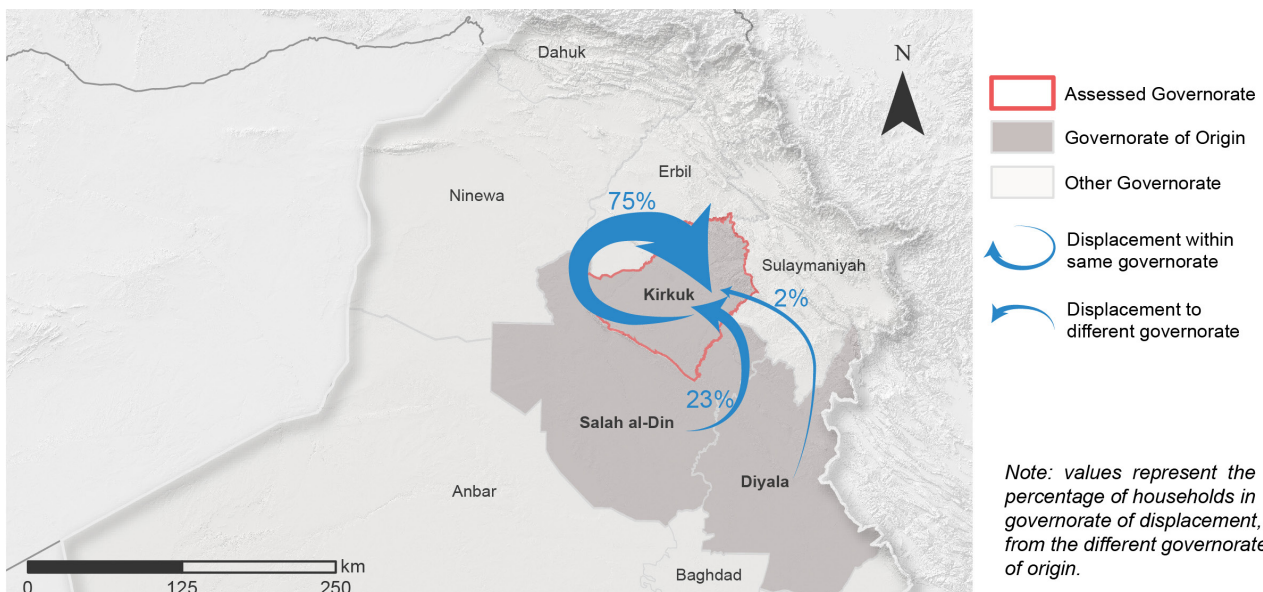 Dahuk
N
Erbil
Ninewa
75%
Sulaymaniyah
Kirkuk
2%
23%
Salah al-Din
Diyala
Anbar
Baghdad
km
0
125
250
Assessed Governorate
Governorate of Origin
Other Governorate
Displacement within
same governorate
Displacement to
different governorate
Note: values represent the
percentage of households in
governorate of displacement,
from the different governorate
of origin.